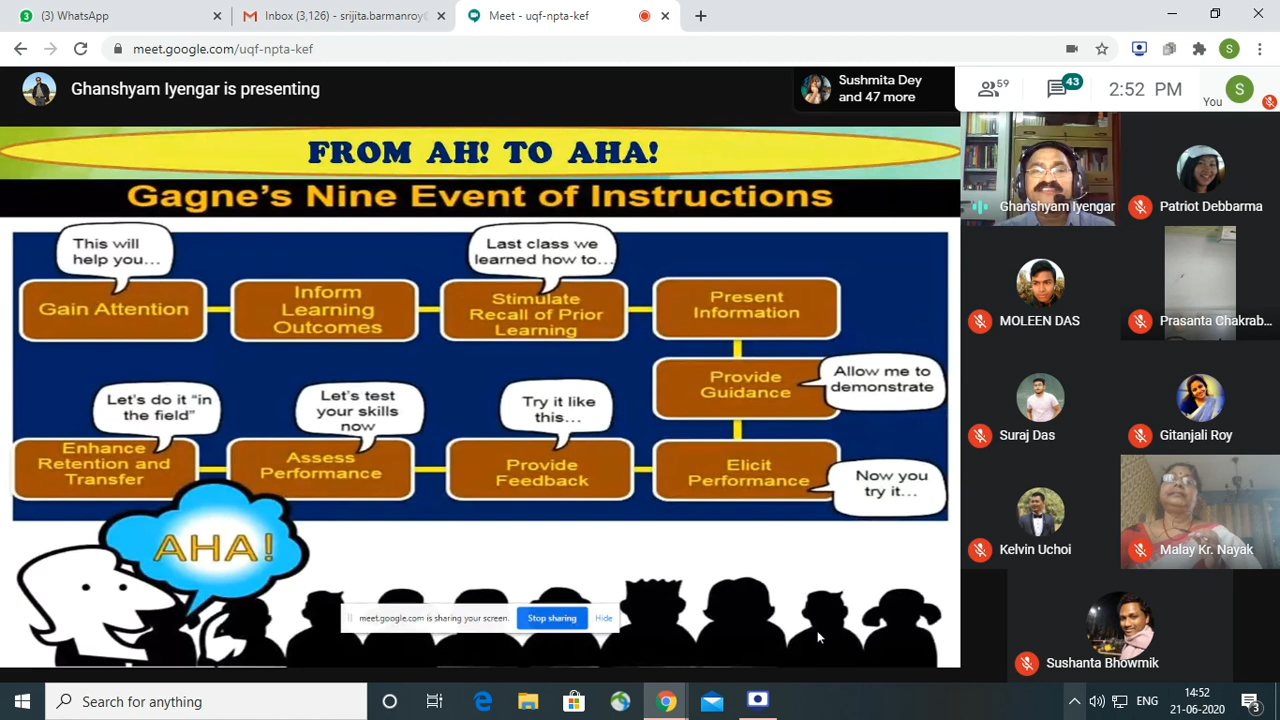 (3) WhatsApp
Inbox (3,126) - srijita.barmanroy@
Meet - uqf-npta-kef
meet.google.com/uqf-npta-kef
S
Ghanshyam Iyengar is presenting
Sushmita Dey
and 47 more
59
43
2:52 PM
You
S
FROM AH! TO AHA!
Gagne's Nine Event of Instructions
This will
help you...
Last class we
learned how to...
Gain Attention
Inform
Learning
Outcomes
Stimulate
Recall of Prior
Learning
Present
Information
Provide
Guidance
Allow me to
demonstrate
Let's do it "in
the field"
Let's test
your skills
now
Try it like
this...
Enhance
Retention and
Transfer
Assess
Performance
Provide
Feedback
Elicit
Performance
Now you
try it...
AHA!
meet.google.com is sharing your screen.
Stop sharing
Hide
Ghanshyam Iyengar
Patriot Debbarma
MOLEEN DAS
Prasanta Chakrab...
Suraj Das
Gitanjali Roy
Kelvin Uchoi
Malay Kr. Nayak
Sushanta Bhowmik
Search for anything
ENG
14:52
21-06-2020
3